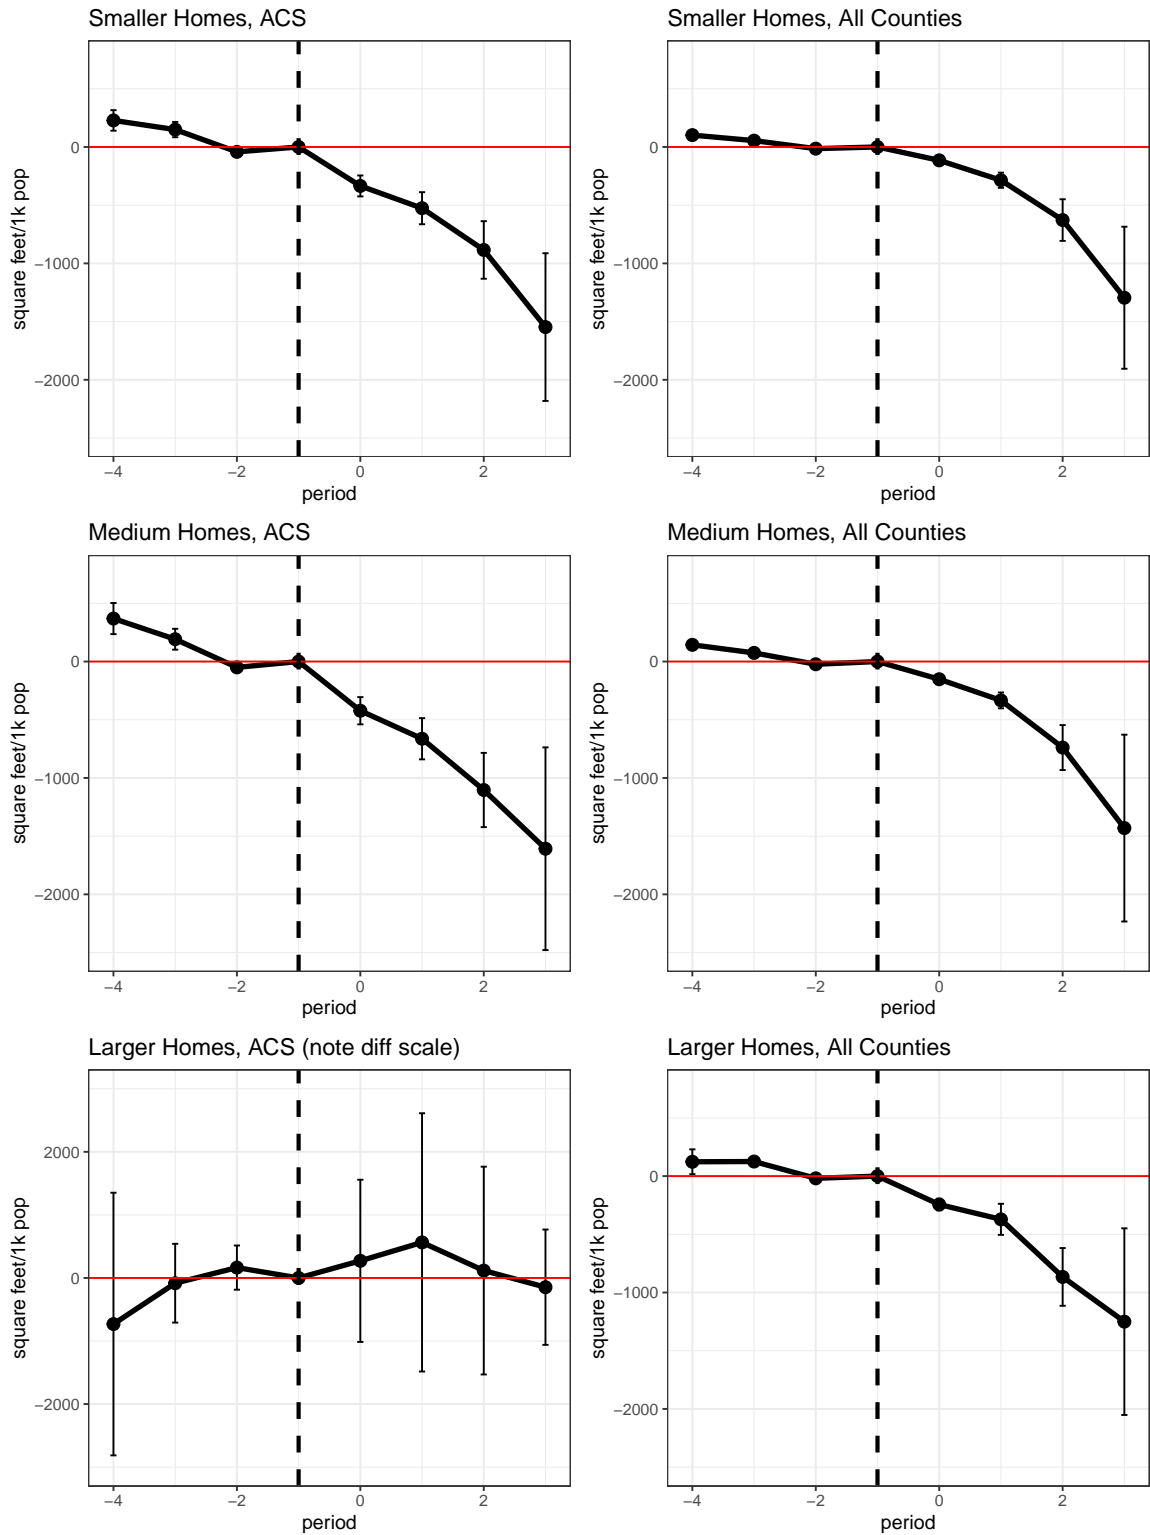 Smaller Homes, ACS
square feet/1k pop
0
−1000
−2000
−4
−2
0
2
period
Smaller Homes, All Counties
square feet/1k pop
0
−1000
−2000
−4
−2
0
2
period
Medium Homes, ACS
square feet/1k pop
0
−1000
−2000
−4
−2
0
2
period
Medium Homes, All Counties
square feet/1k pop
0
−1000
−2000
−4
−2
0
2
period
Larger Homes, ACS (note diff scale)
square feet/1k pop
2000
0
−2000
−4
−2
0
2
period
Larger Homes, All Counties
square feet/1k pop
0
−1000
−2000
−4
−2
0
2
period